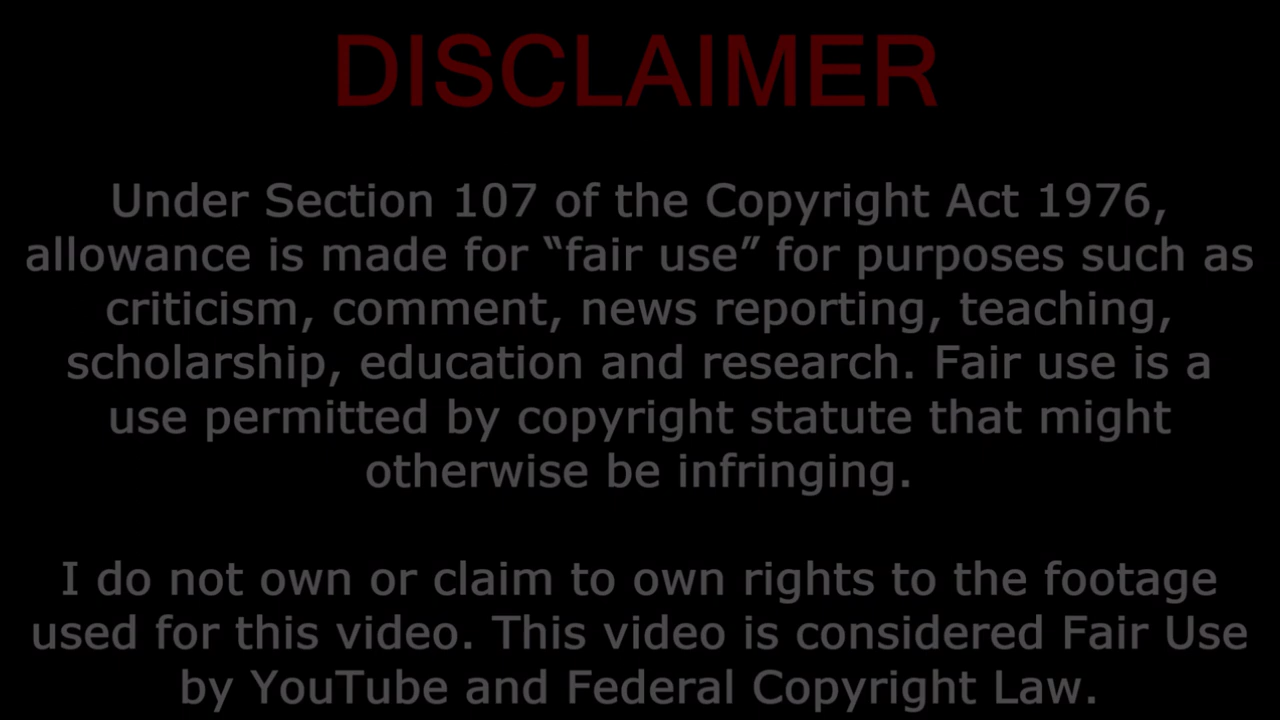 DISCLAIMER
Under Section 107 of the Copyright Act 1976,
allowance is made for “fair use” for purposes such as
criticism, comment, news reporting, teaching,
scholarship, education and research. Fair use is a
use permitted by copyright statute that might
otherwise be infringing.
I do not own or claim to own rights to the footage
used for this video. This video is considered Fair Use
by YouTube and Federal Copyright Law.